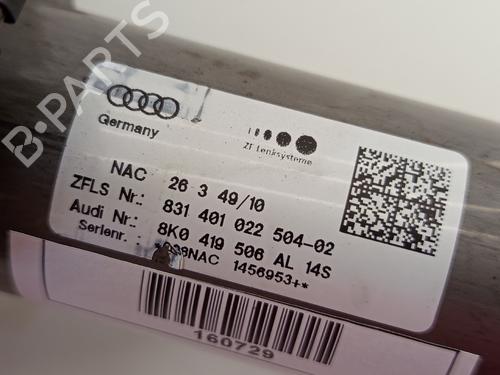 B-PARTS
Germany
ZF Lenksysteme
NAC 26 3 49/10
ZFLS Nr.: 831 401 022 504-02
Audi Nr.: 8K0 419 506 AL 14S
Serienr. : 1456953+*
160729